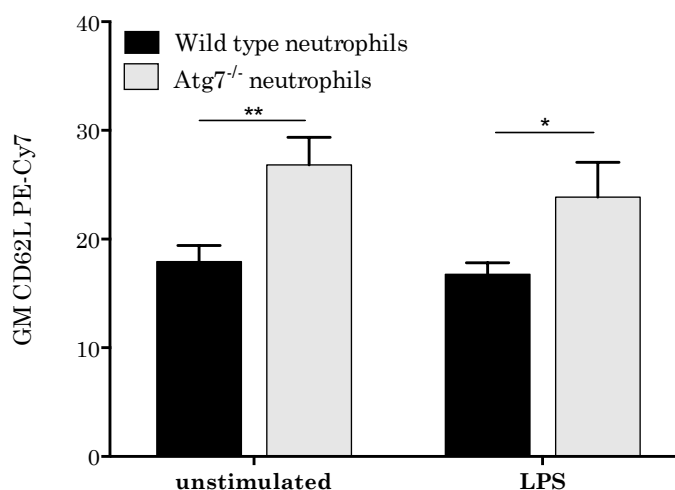 40
30
20
10
0
GM CD62L PE-Cy7
Wild type neutrophils
Atg7-/- neutrophils
**
*
unstimulated
LPS